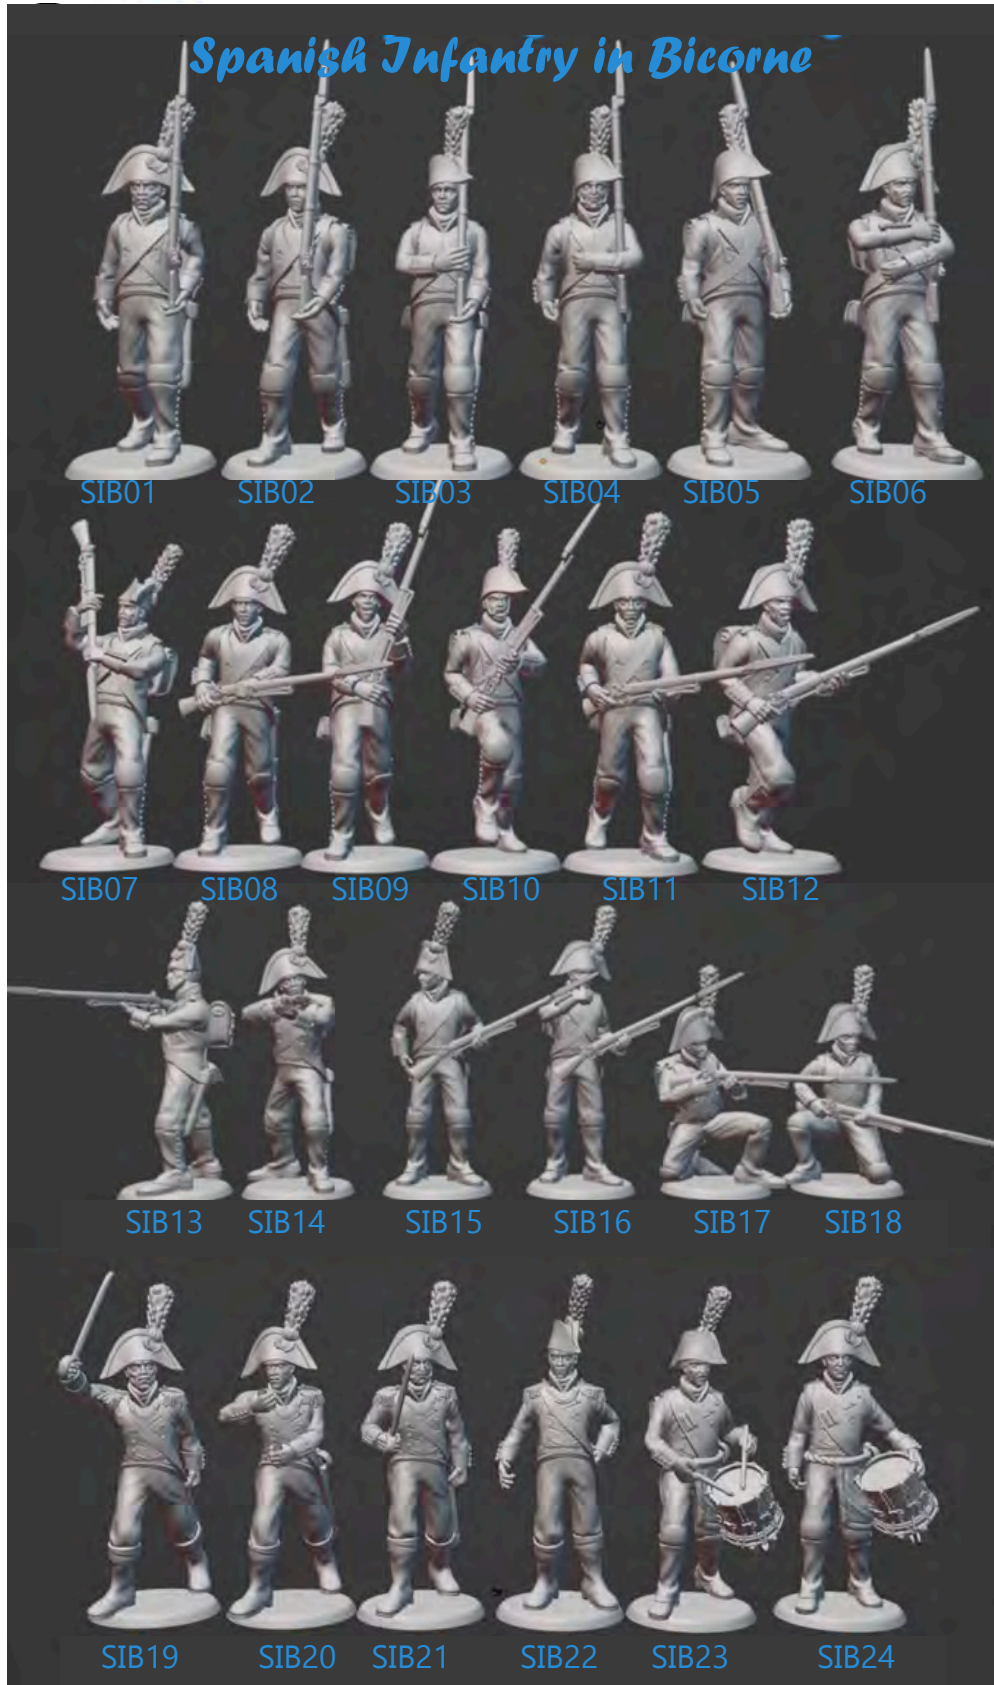 Spanish Infantry in Bicorne
SIB01 SIB02 SIB03 SIB04 SIB05 SIB06
SIB07 SIB08 SIB09 SIB10 SIB11 SIB12
SIB13 SIB14 SIB15 SIB16 SIB17 SIB18
SIB19 SIB20 SIB21 SIB22 SIB23 SIB24